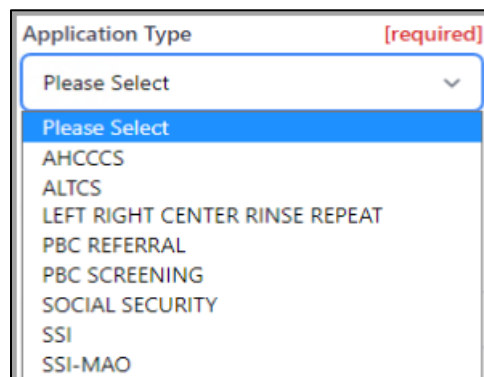 Application Type [required]
Please Select
Please Select
AHCCCS
ALTCS
LEFT RIGHT CENTER RINSE REPEAT
PBC REFERRAL
PBC SCREENING
SOCIAL SECURITY
SSI
SSI-MAO